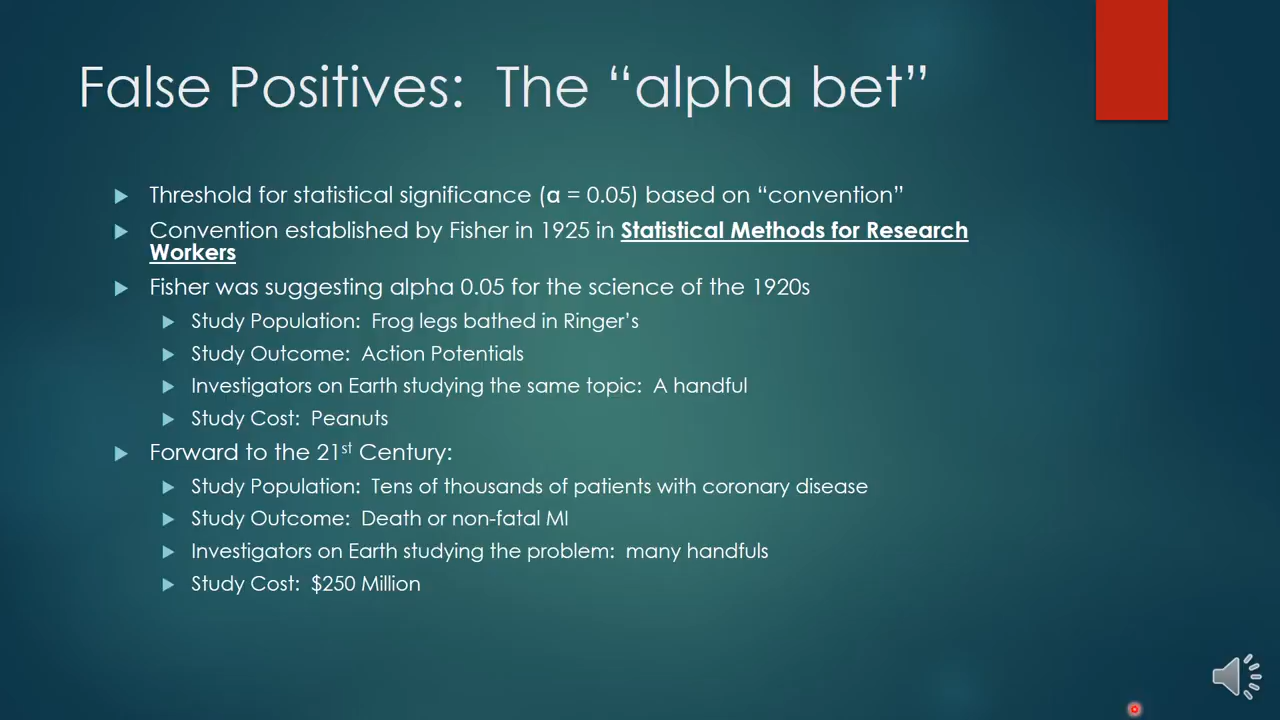 False Positives: The “alpha bet”
Threshold for statistical significance (α = 0.05) based on “convention”
Convention established by Fisher in 1925 in Statistical Methods for Research
Workers
Fisher was suggesting alpha 0.05 for the science of the 1920s
Study Population: Frog legs bathed in Ringer’s
Study Outcome: Action Potentials
Investigators on Earth studying the same topic: A handful
Study Cost: Peanuts
Forward to the 21st Century:
Study Population: Tens of thousands of patients with coronary disease
Study Outcome: Death or non-fatal MI
Investigators on Earth studying the problem: many handfuls
Study Cost: $250 Million